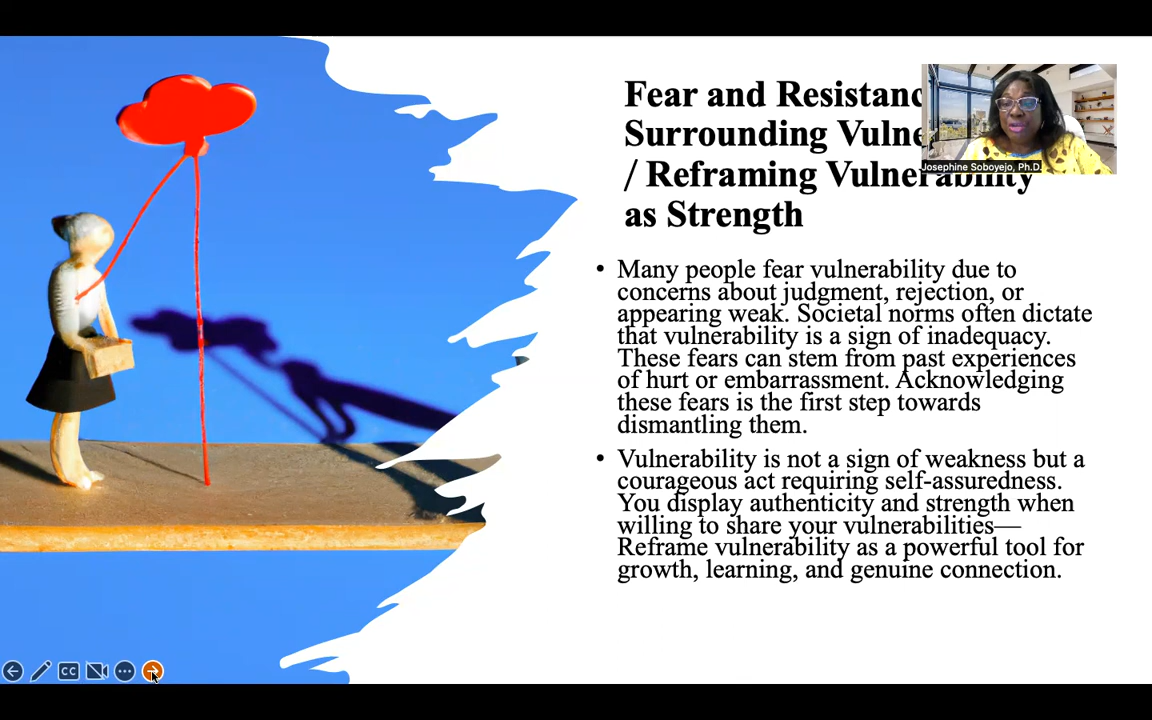 Fear and Resistanc
Surrounding Vulne
/ Reframing Vulnerability
as Strength
Josephine Soboyejo, Ph.D.
• Many people fear vulnerability due to
concerns about judgment, rejection, or
appearing weak. Societal norms often dictate
that vulnerability is a sign of inadequacy.
These fears can stem from past experiences
of hurt or embarrassment. Acknowledging
these fears is the first step towards
dismantling them.
• Vulnerability is not a sign of weakness but a
courageous act requiring self-assuredness.
You display authenticity and strength when
willing to share your vulnerabilities—
Reframe vulnerability as a powerful tool for
growth, learning, and genuine connection.
CC